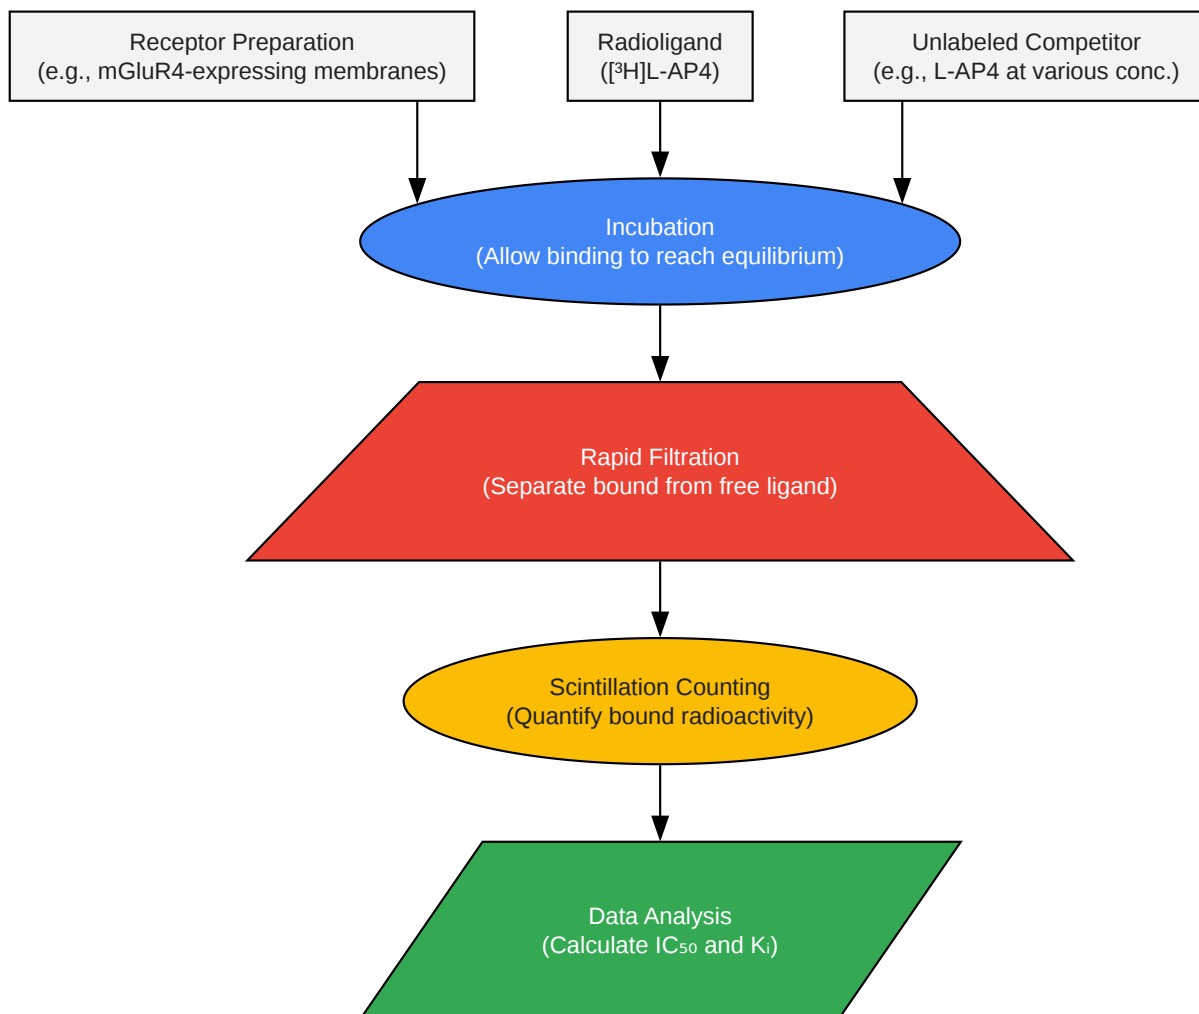 Receptor Preparation
(e.g., mGluR4-expressing membranes)
Radioligand
([³H]L-AP4)
Unlabeled Competitor
(e.g., L-AP4 at various conc.)
Incubation
(Allow binding to reach equilibrium)
Rapid Filtration
(Separate bound from free ligand)
Scintillation Counting
(Quantify bound radioactivity)
Data Analysis
(Calculate IC₅₀ and Kᵢ)